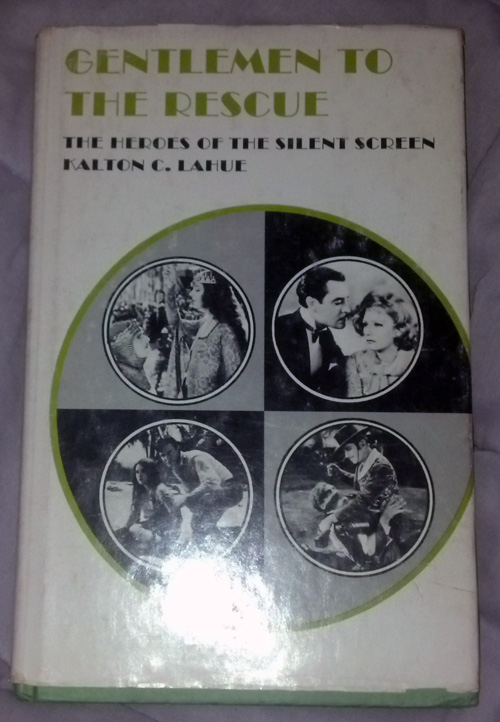 GENTLEMEN TO
THE RESCUE
THE HEROES OF THE SILENT SCREEN
KALTON C. LAHUE